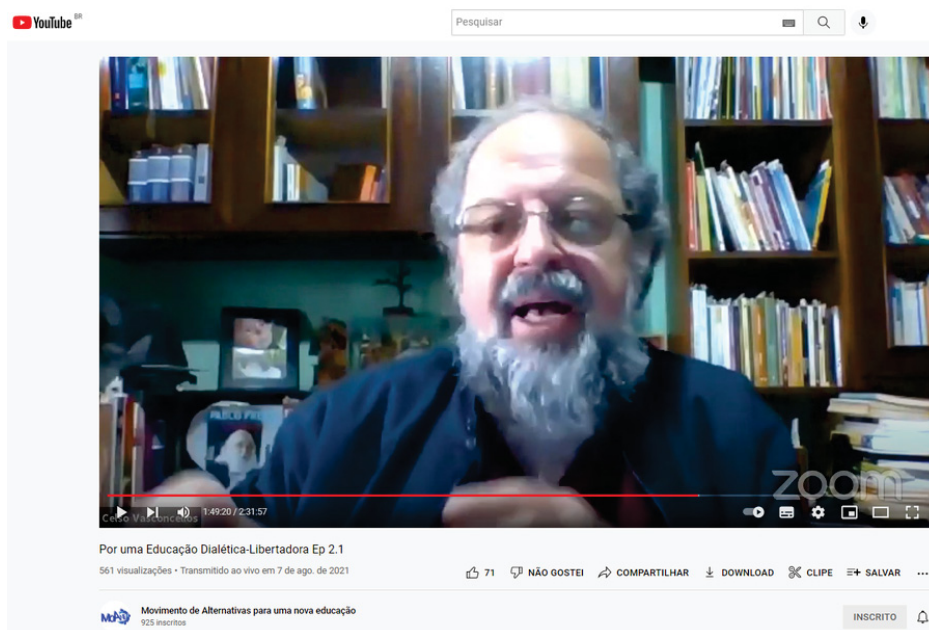 YouTube BR
Pesquisar
PAULO FREIRE
zoom
Celso Vasconcellos
1:49:20 / 2:31:57
Por uma Educação Dialética-Libertadora Ep 2.1
561 visualizações • Transmitido ao vivo em 7 de ago. de 2021
71 NÃO GOSTEI COMPARTILHAR DOWNLOAD CLIPE SALVAR ...
Movimento de Alternativas para uma nova educação
925 inscritos
INSCRITO